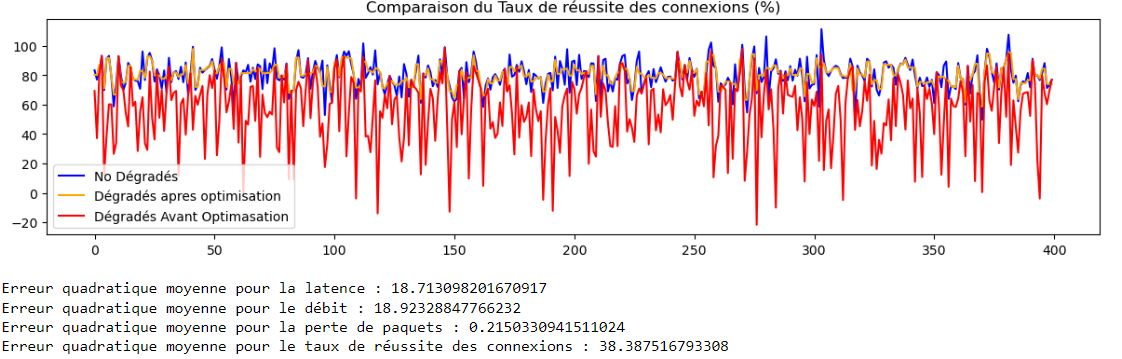 Comparaison du Taux de réussite des connexions (%)
100
80
60
40
20
0
−20
No Dégradés
Dégradés apres optimisation
Dégradés Avant Optimasation
0 50 100 150 200 250 300 350 400
Erreur quadratique moyenne pour la latence : 18.713098201670917
Erreur quadratique moyenne pour le débit : 18.92328847766232
Erreur quadratique moyenne pour la perte de paquets : 0.2150330941511024
Erreur quadratique moyenne pour le taux de réussite des connexions : 38.387516793308